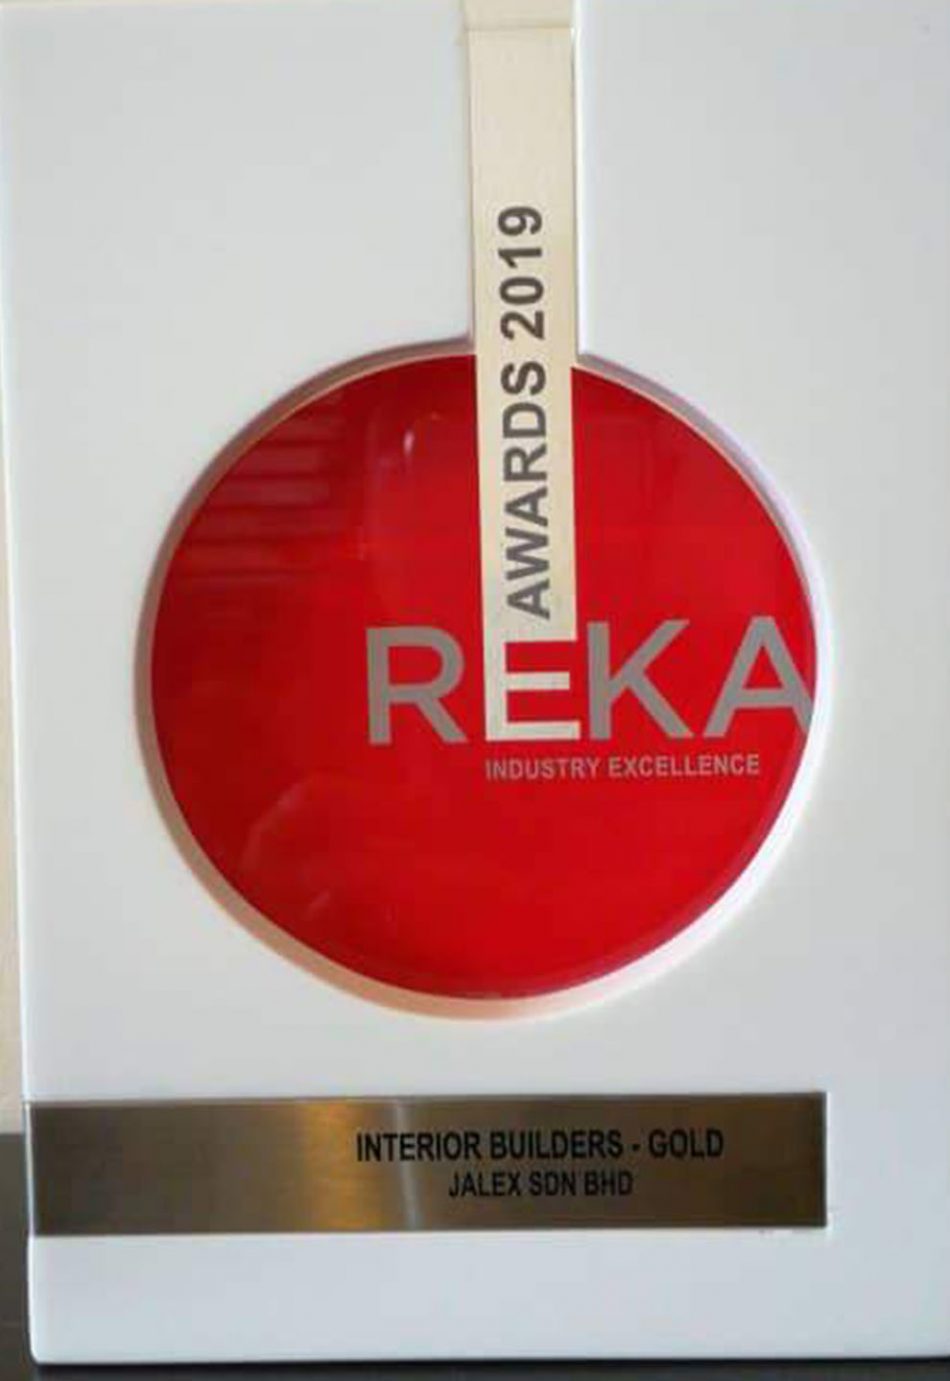 AWARDS 2019
REKA
INDUSTRY EXCELLENCE
INTERIOR BUILDERS - GOLD
JALEX SDN BHD